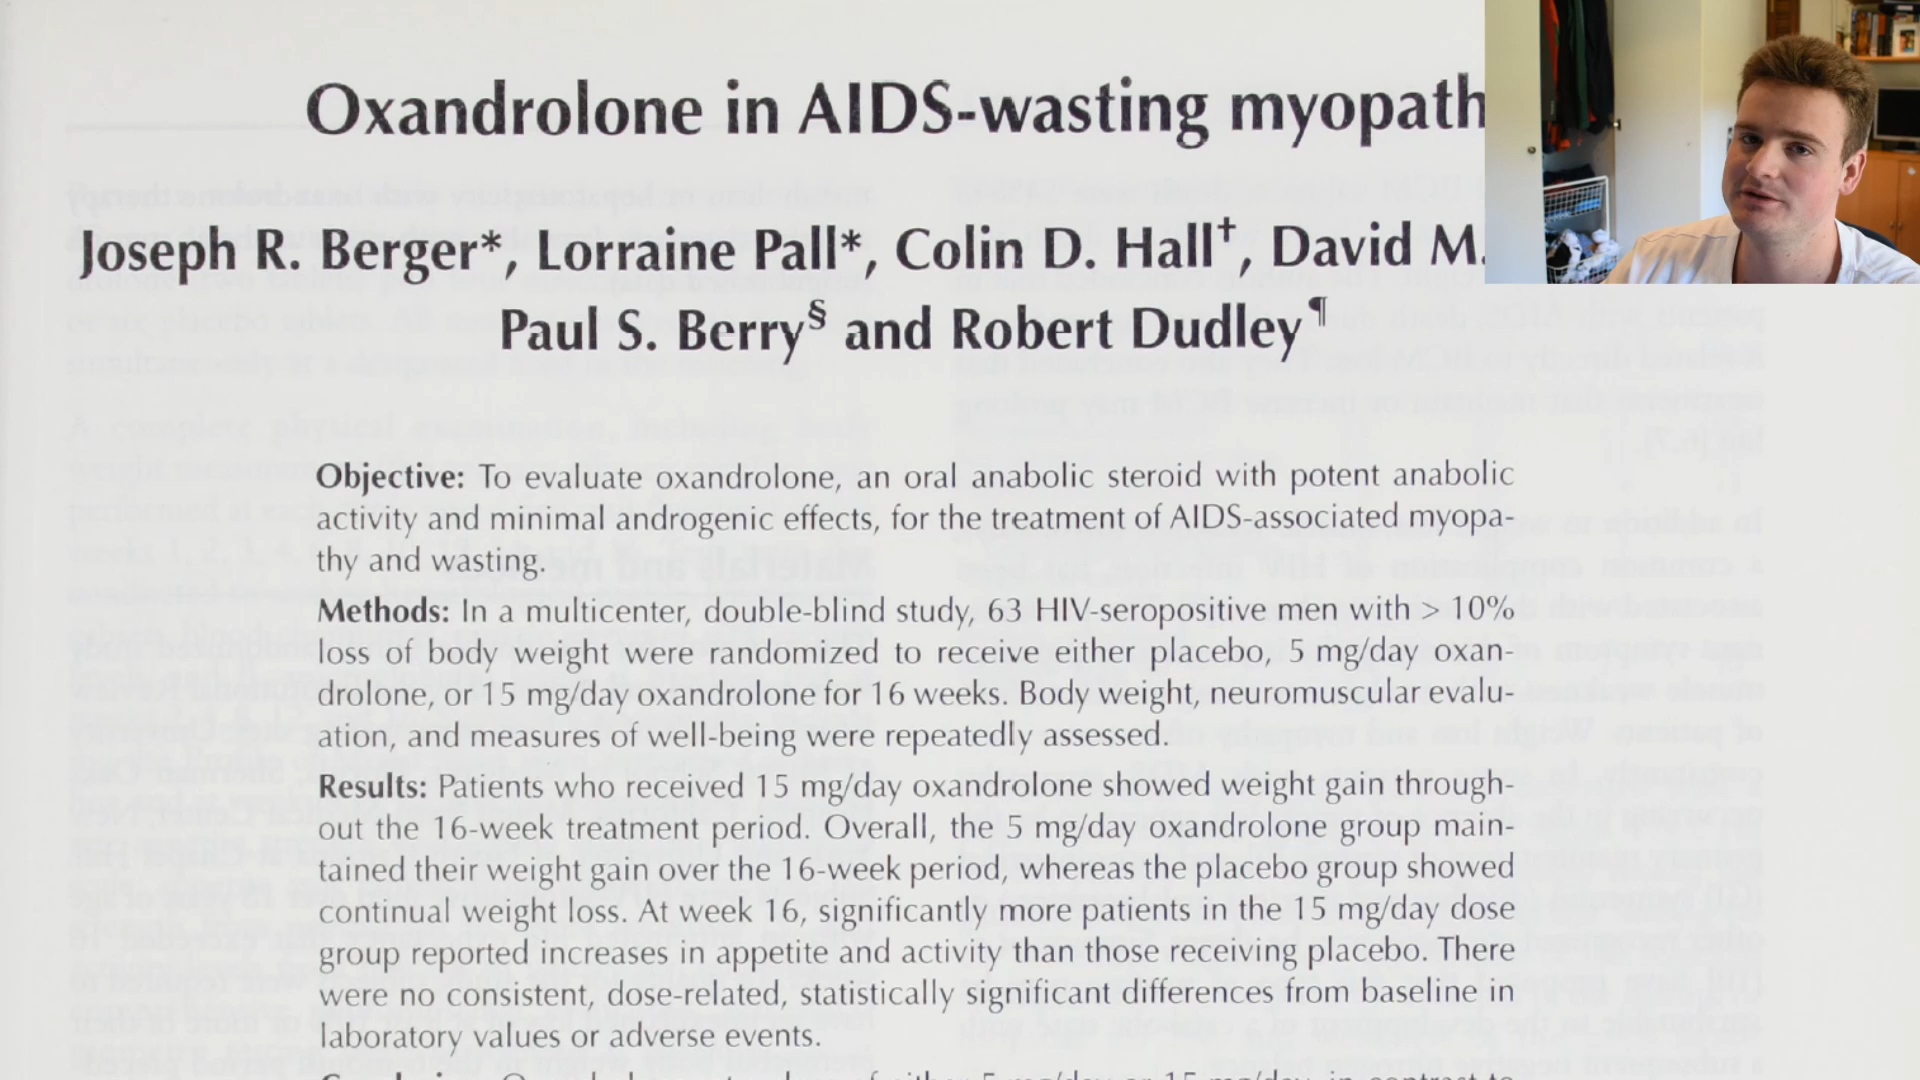 Oxandrolone in AIDS-wasting myopath
Joseph R. Berger*, Lorraine Pall*, Colin D. Hall†, David M.
Paul S. Berry§ and Robert Dudley¶
Objective: To evaluate oxandrolone, an oral anabolic steroid with potent anabolic
activity and minimal androgenic effects, for the treatment of AIDS-associated myopa-
thy and wasting.
Methods: In a multicenter, double-blind study, 63 HIV-seropositive men with > 10%
loss of body weight were randomized to receive either placebo, 5 mg/day oxan-
drolone, or 15 mg/day oxandrolone for 16 weeks. Body weight, neuromuscular evalu-
ation, and measures of well-being were repeatedly assessed.
Results: Patients who received 15 mg/day oxandrolone showed weight gain through-
out the 16-week treatment period. Overall, the 5 mg/day oxandrolone group main-
tained their weight gain over the 16-week period, whereas the placebo group showed
continual weight loss. At week 16, significantly more patients in the 15 mg/day dose
group reported increases in appetite and activity than those receiving placebo. There
were no consistent, dose-related, statistically significant differences from baseline in
laboratory values or adverse events.